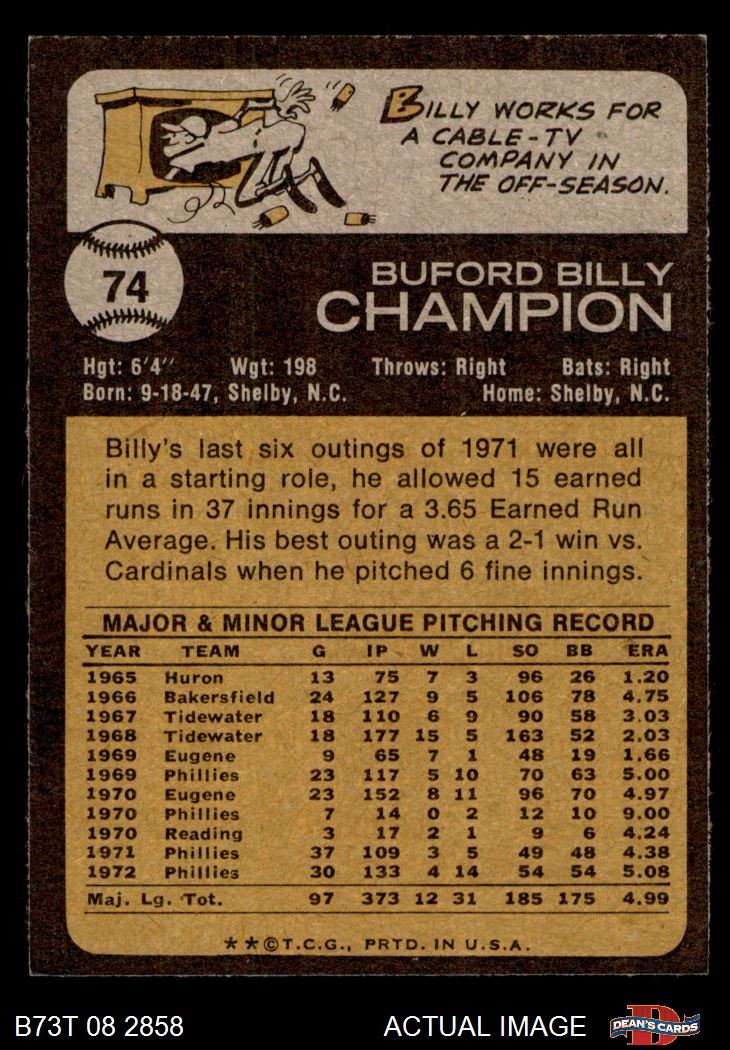 BILLY WORKS FOR
A CABLE-TV
COMPANY IN
THE OFF-SEASON.
74
BUFORD BILLY
CHAMPION
Hgt: 6'4" Wgt: 198 Throws: Right Bats: Right
Born: 9-18-47, Shelby, N.C. Home: Shelby, N.C.
Billy's last six outings of 1971 were all
in a starting role, he allowed 15 earned
runs in 37 innings for a 3.65 Earned Run
Average. His best outing was a 2-1 win vs.
Cardinals when he pitched 6 fine innings.
MAJOR & MINOR LEAGUE PITCHING RECORD
YEAR TEAM G IP W L SO BB ERA
1965 Huron 13 75 7 3 96 26 1.20
1966 Bakersfield 24 127 9 5 106 78 4.75
1967 Tidewater 18 110 6 9 90 58 3.03
1968 Tidewater 18 177 15 5 163 52 2.03
1969 Eugene 9 65 7 1 48 19 1.66
1969 Phillies 23 117 5 10 70 63 5.00
1970 Eugene 23 152 8 11 96 70 4.97
1970 Phillies 7 14 0 2 12 10 9.00
1970 Reading 3 17 2 1 9 6 4.24
1971 Phillies 37 109 3 5 49 48 4.38
1972 Phillies 30 133 4 14 54 54 5.08
Maj. Lg. Tot. 97 373 12 31 185 175 4.99
**©T.C.G., PRTD. IN U.S.A.
B73T 08 2858 ACTUAL IMAGE DEAN'S CARDS